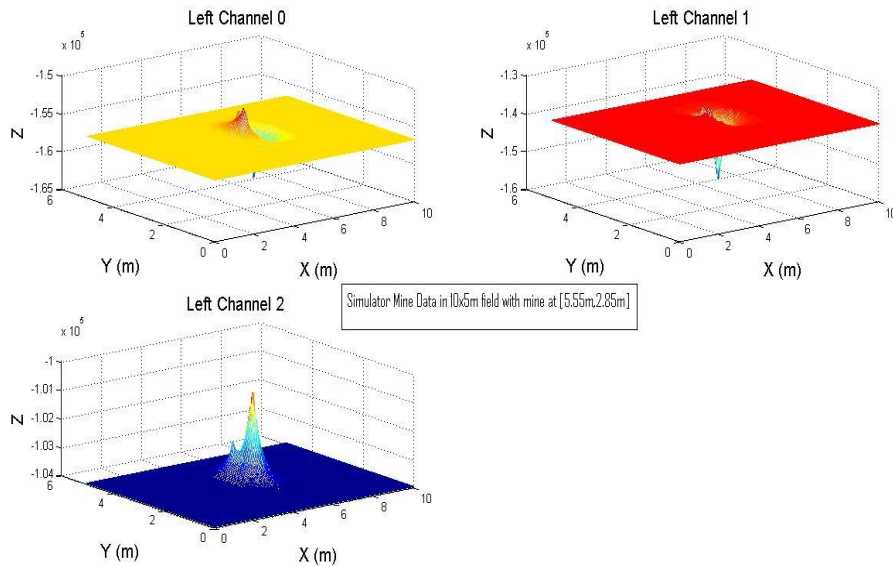 Left Channel 0
x 10^5
-1.5
-1.55
-1.6
-1.65
Z
6
4
2
0
Y (m)
0
2
4
6
8
10
X (m)
Left Channel 1
x 10^5
-1.3
-1.4
-1.5
-1.6
Z
6
4
2
0
Y (m)
0
2
4
6
8
10
X (m)
Simulator Mine Data in 10x5m field with mine at [5.55m,2.85m]
Left Channel 2
x 10^5
-1
-1.01
-1.02
-1.03
-1.04
Z
6
4
2
0
Y (m)
0
2
4
6
8
10
X (m)